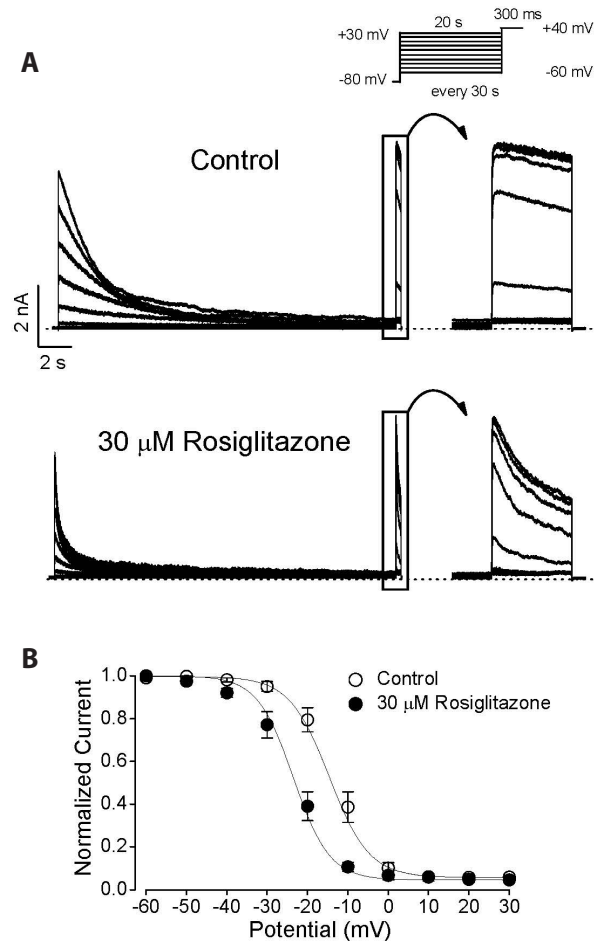 A
20 s
300 ms
+30 mV
+40 mV
-80 mV
-60 mV
every 30 s
Control
2 nA
2 s
30 μM Rosiglitazone
B
Normalized Current
1.0
0.8
0.6
0.4
0.2
0.0
Control
30 μM Rosiglitazone
-60 -50 -40 -30 -20 -10 0 10 20 30
Potential (mV)